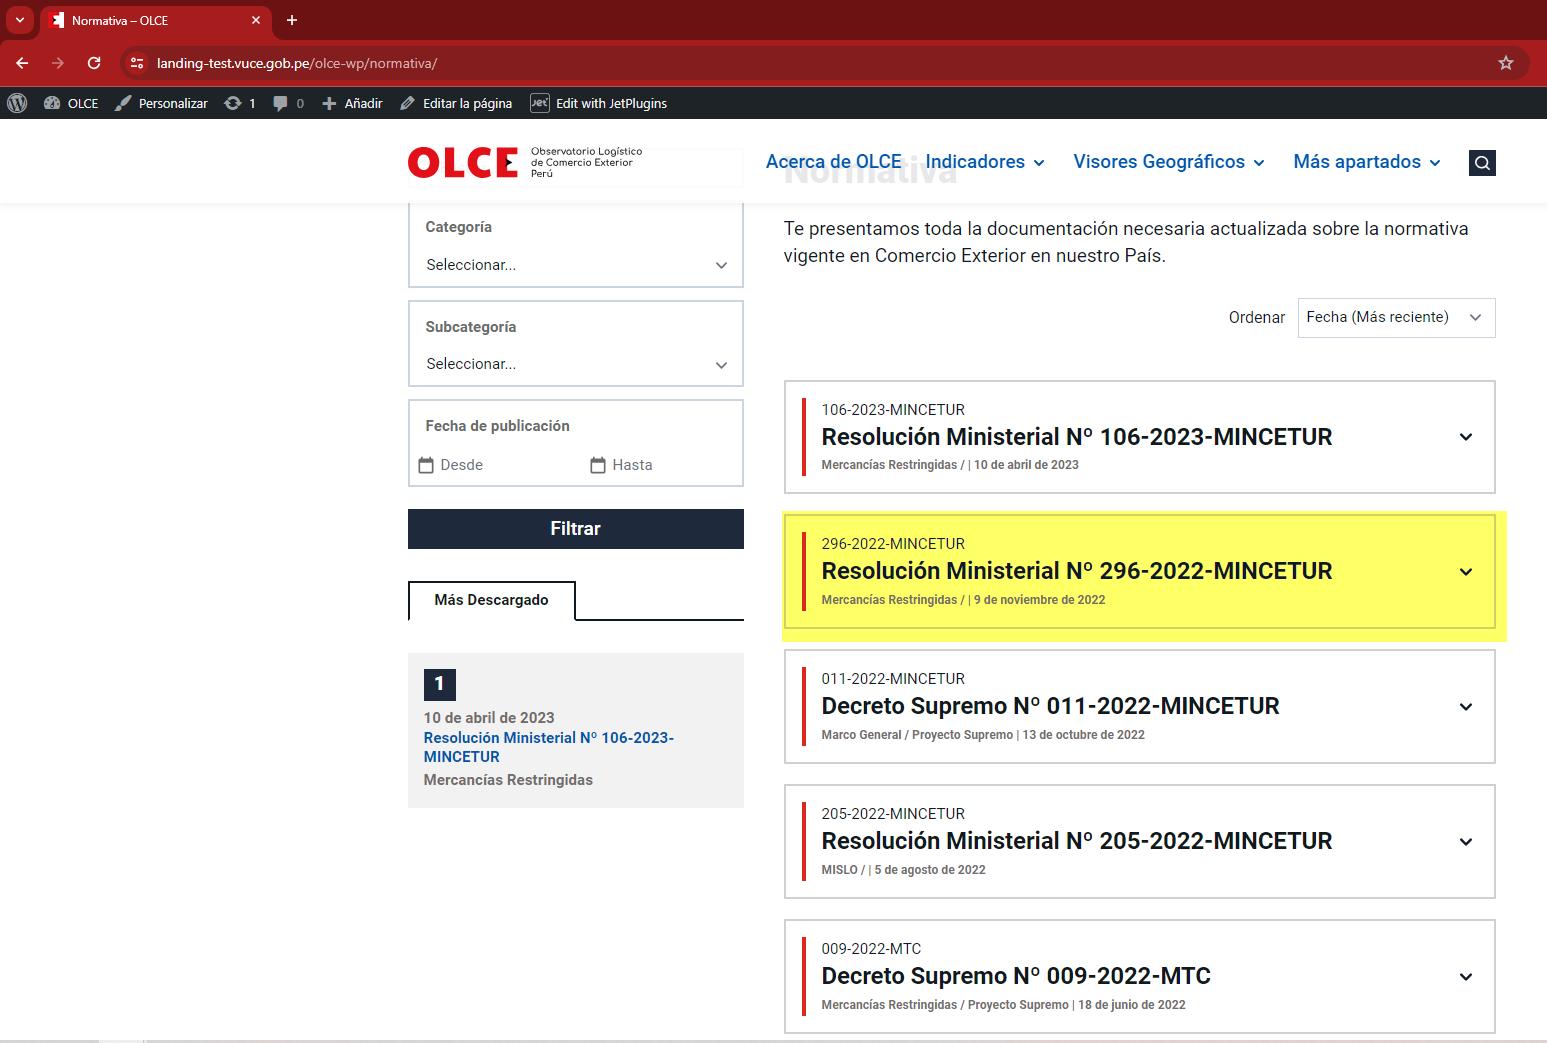 Normativa – OLCE
landing-test.vuce.gob.pe/olce-wp/normativa/
OLCE Personalizar 1 0 Añadir Editar la página Jet Edit with JetPlugins
OLCE
Observatorio Logístico
de Comercio Exterior
Perú
Acerca de OLCE Indicadores Visores Geográficos Más apartados
Normativa
Categoría
Seleccionar...
Subcategoría
Seleccionar...
Fecha de publicación
Desde Hasta
Filtrar
Más Descargado
1
10 de abril de 2023
Resolución Ministerial Nº 106-2023-
MINCETUR
Mercancías Restringidas
Te presentamos toda la documentación necesaria actualizada sobre la normativa
vigente en Comercio Exterior en nuestro País.
Ordenar Fecha (Más reciente)
106-2023-MINCETUR
Resolución Ministerial Nº 106-2023-MINCETUR
Mercancías Restringidas / | 10 de abril de 2023
296-2022-MINCETUR
Resolución Ministerial Nº 296-2022-MINCETUR
Mercancías Restringidas / | 9 de noviembre de 2022
011-2022-MINCETUR
Decreto Supremo Nº 011-2022-MINCETUR
Marco General / Proyecto Supremo | 13 de octubre de 2022
205-2022-MINCETUR
Resolución Ministerial Nº 205-2022-MINCETUR
MISLO / | 5 de agosto de 2022
009-2022-MTC
Decreto Supremo Nº 009-2022-MTC
Mercancías Restringidas / Proyecto Supremo | 18 de junio de 2022